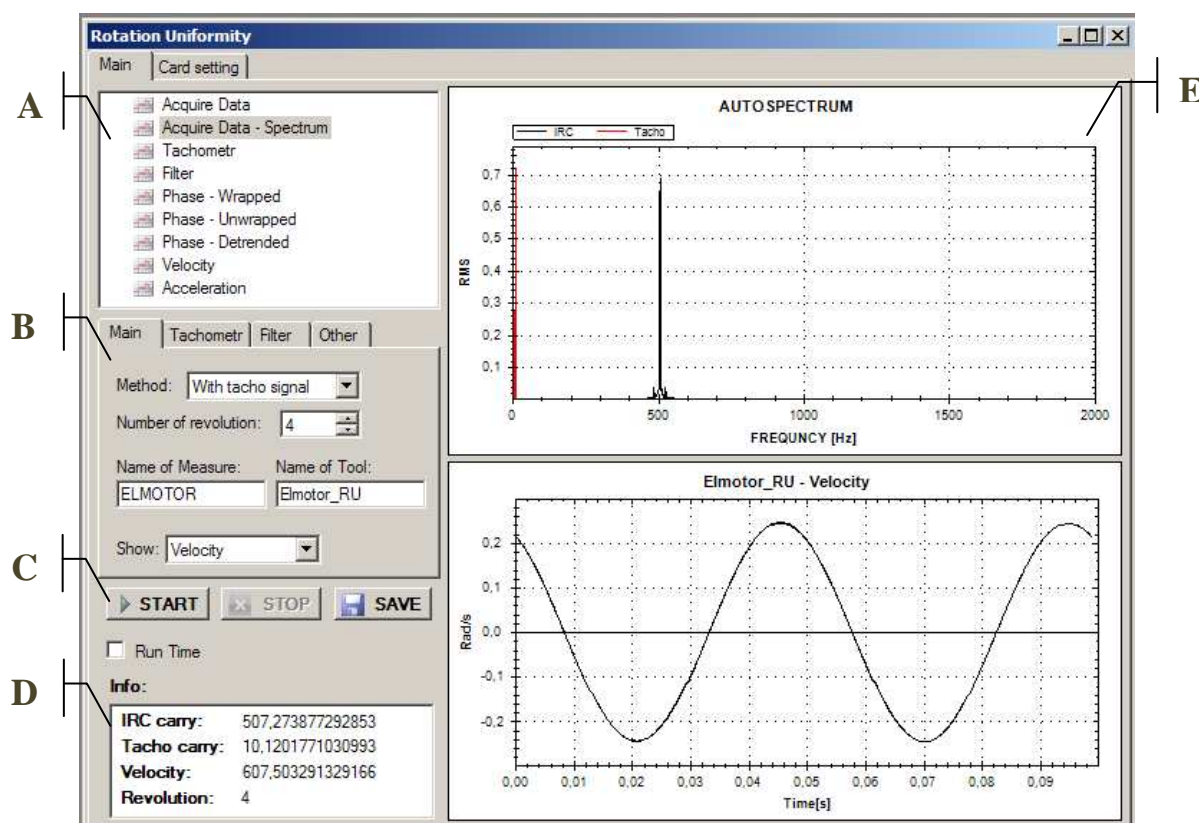 Rotation Uniformity
Main Card setting
A
Acquire Data
Acquire Data - Spectrum
Tachometr
Filter
Phase - Wrapped
Phase - Unwrapped
Phase - Detrended
Velocity
Acceleration
B
Main Tachometr Filter Other
Method: With tacho signal
Number of revolution: 4
Name of Measure: Name of Tool:
ELMOTOR Elmotor_RU
Show: Velocity
C
START STOP SAVE
Run Time
D
Info:
IRC carry: 507,273877292853
Tacho carry: 10,1201771030993
Velocity: 607,503291329166
Revolution: 4
E
AUTOSPECTRUM
IRC Tacho
RMS
0,7
0,6
0,5
0,4
0,3
0,2
0,1
0 500 1000 1500 2000
FREQUNCY [Hz]
Elmotor_RU - Velocity
Rad/s
0,2
0,1
0,0
-0,1
-0,2
0,00 0,01 0,02 0,03 0,04 0,05 0,06 0,07 0,08 0,09
Time[s]